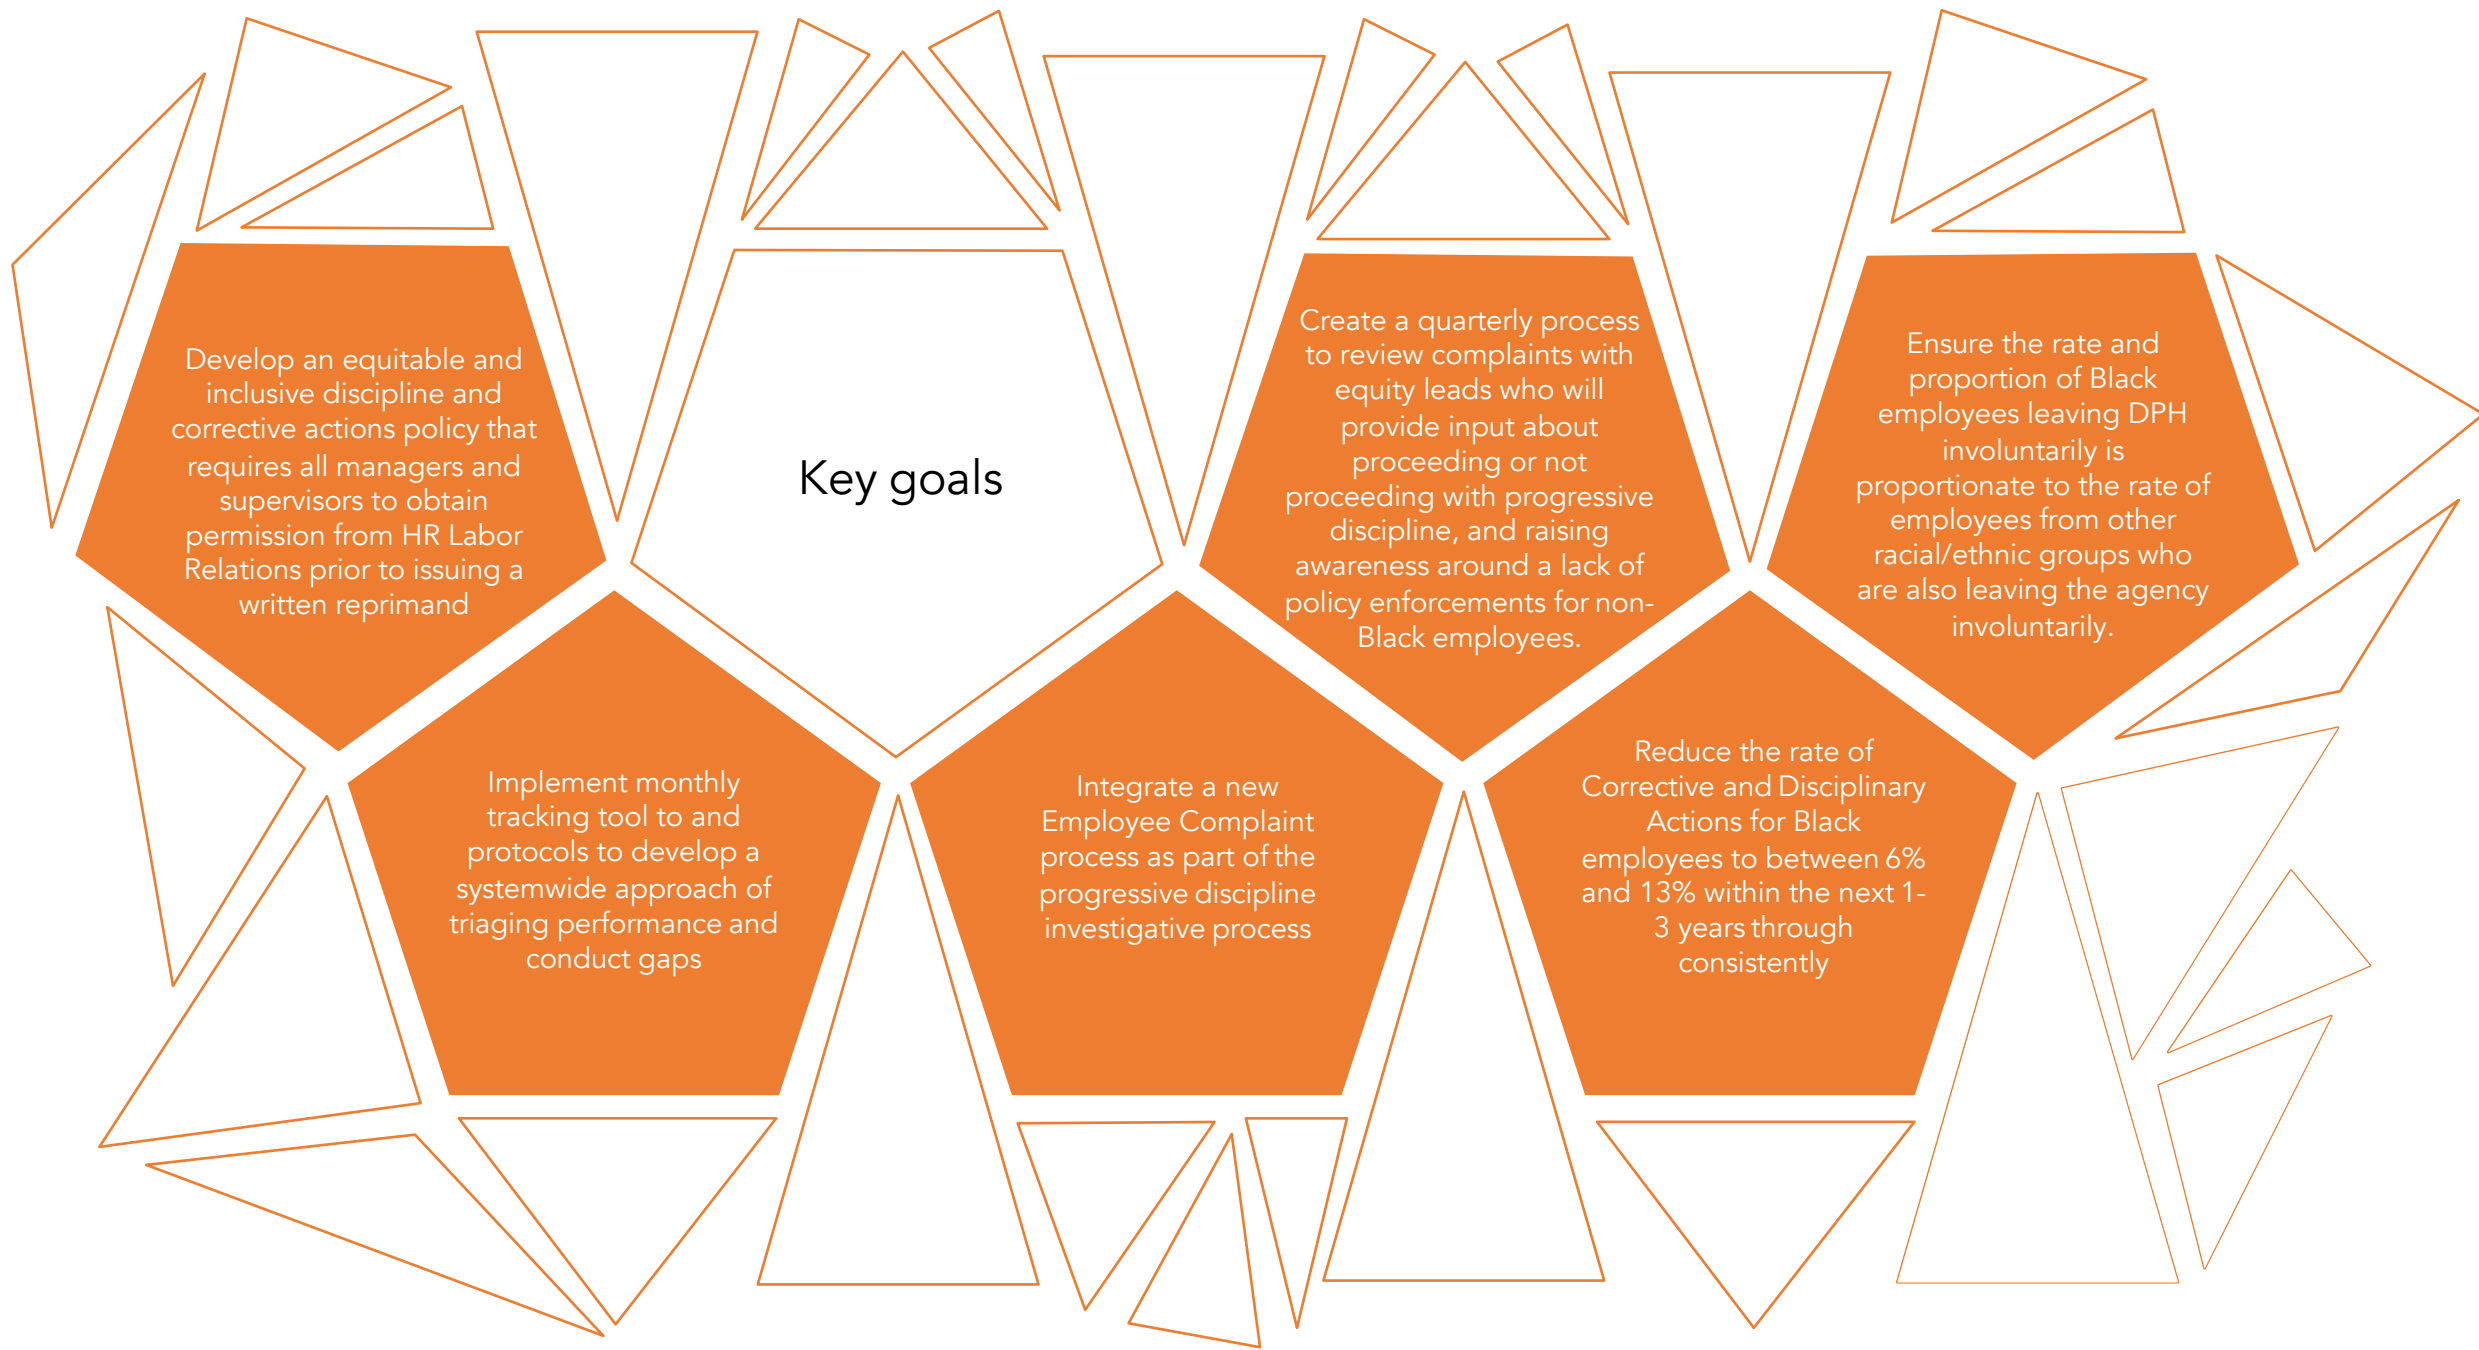 Develop an equitable and
inclusive discipline and
corrective actions policy that
requires all managers and
supervisors to obtain
permission from HR Labor
Relations prior to issuing a
written reprimand
Key goals
Create a quarterly process
to review complaints with
equity leads who will
provide input about
proceeding or not
proceeding with progressive
discipline, and raising
awareness around a lack of
policy enforcements for non-
Black employees.
Ensure the rate and
proportion of Black
employees leaving DPH
involuntarily is
proportionate to the rate of
employees from other
racial/ethnic groups who
are also leaving the agency
involuntarily.
Implement monthly
tracking tool to and
protocols to develop a
systemwide approach of
triaging performance and
conduct gaps
Integrate a new
Employee Complaint
process as part of the
progressive discipline
investigative process
Reduce the rate of
Corrective and Disciplinary
Actions for Black
employees to between 6%
and 13% within the next 1-
3 years through
consistently